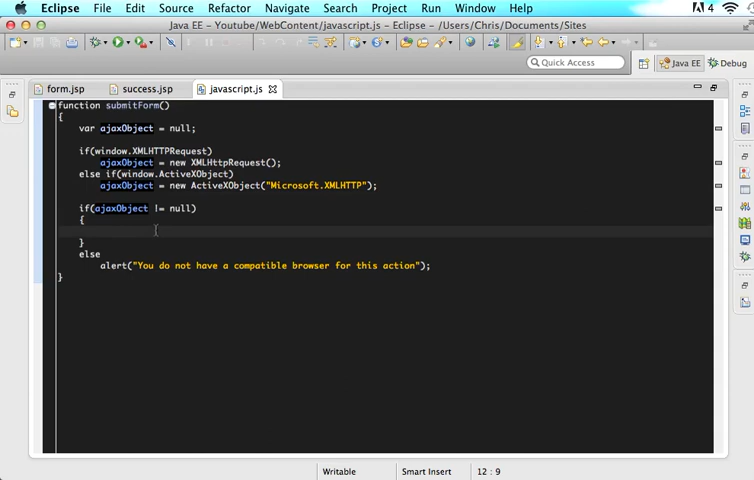 Eclipse File Edit Source Refactor Navigate Search Project Run Window Help 4
Java EE - Youtube/WebContent/javascript.js - Eclipse - /Users/Chris/Documents/Sites
Quick Access Java EE Debug
form.jsp success.jsp javascript.js
function submitForm()
{
var ajaxObject = null;
if(window.XMLHTTPRequest)
ajaxObject = new XMLHttpRequest();
else if(window.ActiveXObject)
ajaxObject = new ActiveXObject("Microsoft.XMLHTTP");
if(ajaxObject != null)
{
}
else
alert("You do not have a compatible browser for this action");
}
Writable Smart Insert 12 : 9